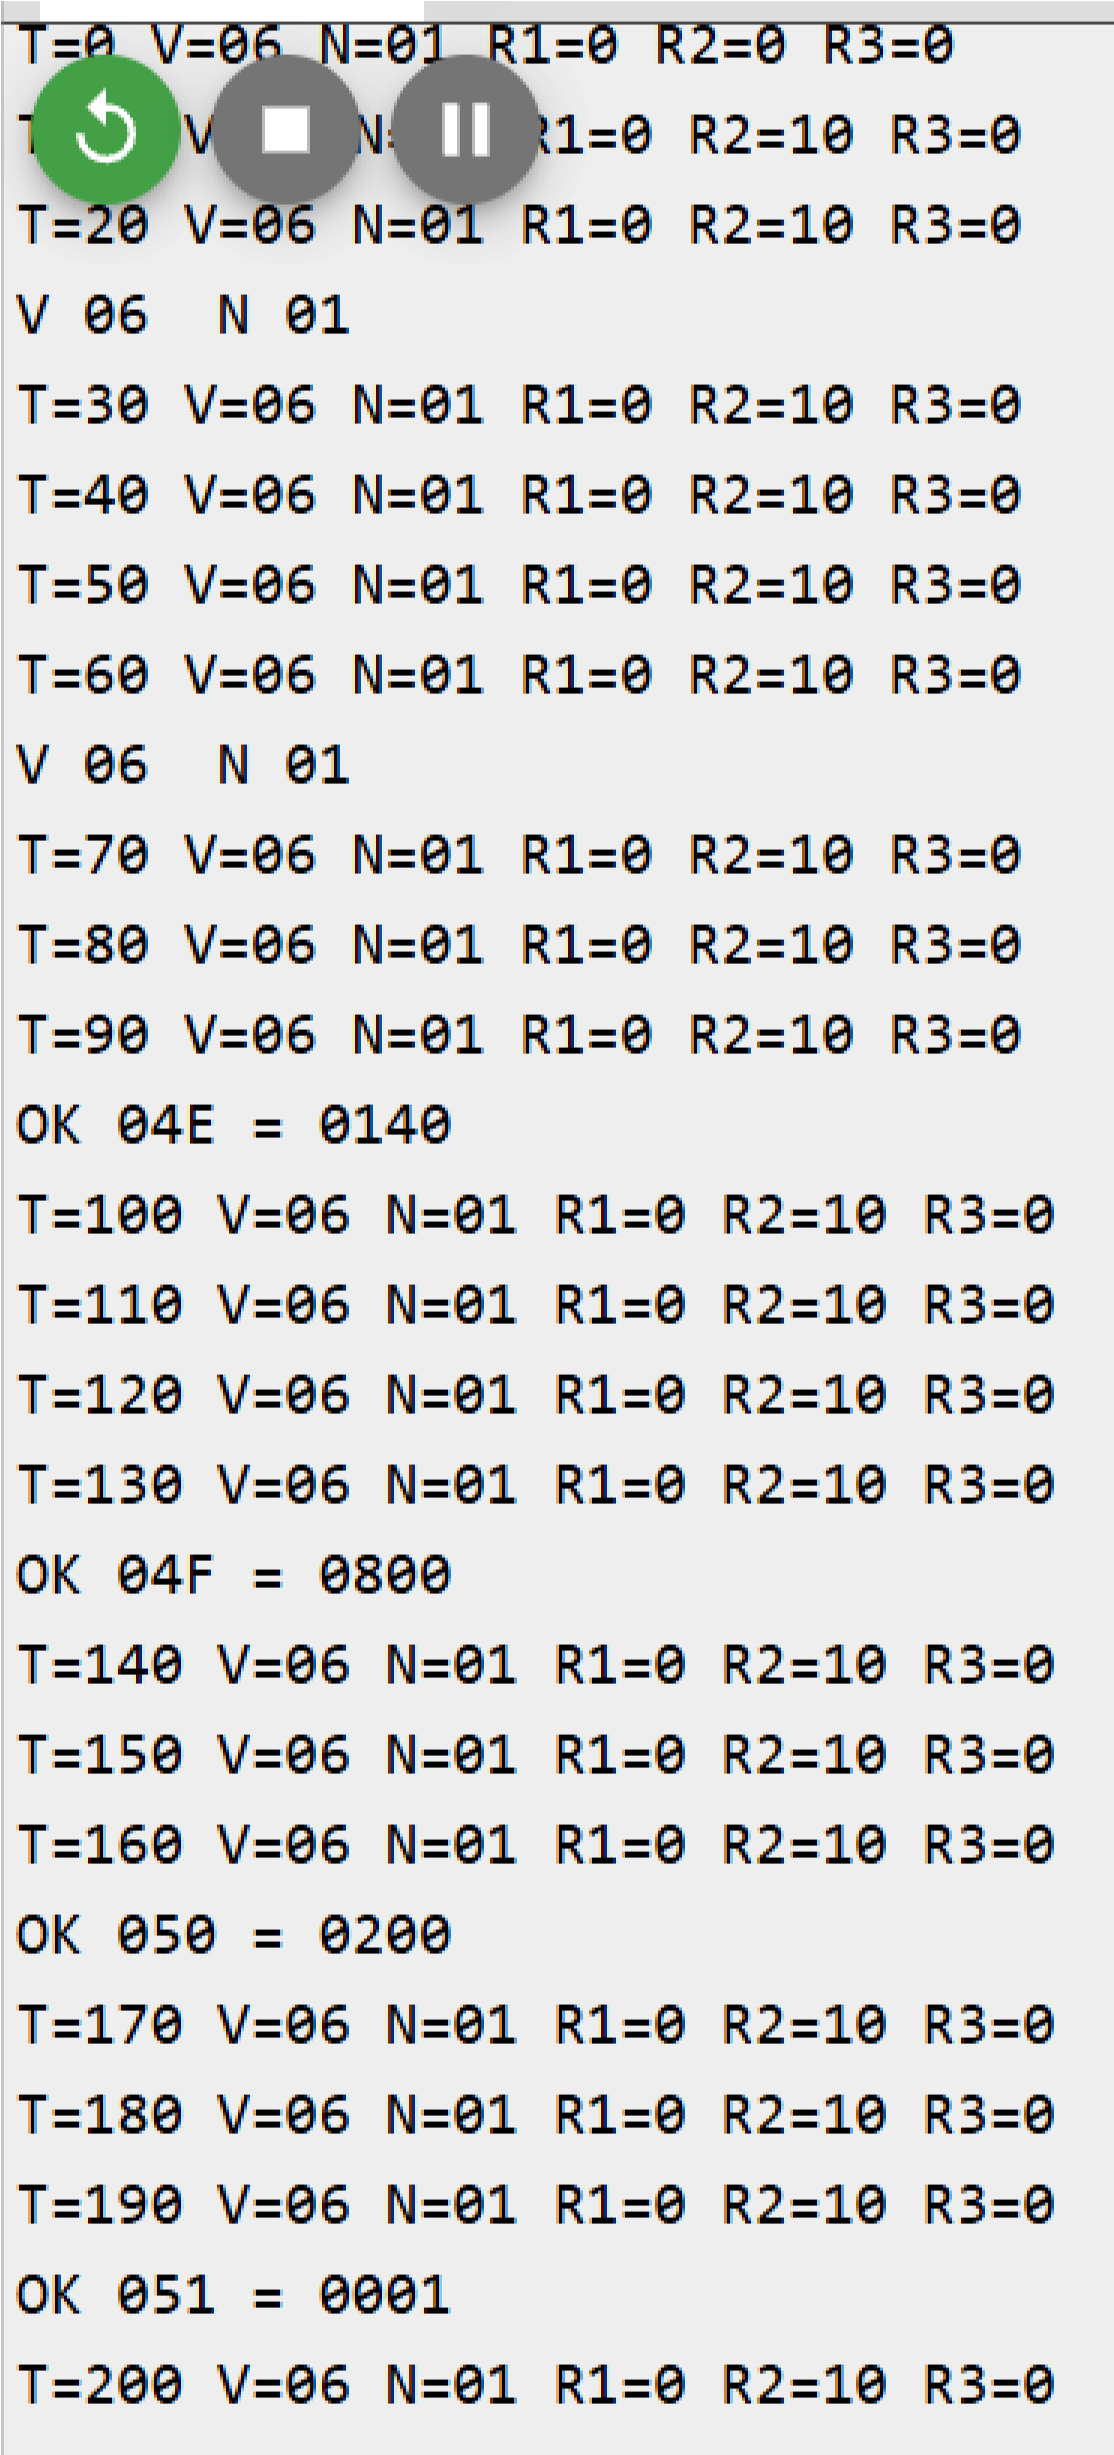 T=0 V=06 N=01 R1=0 R2=0 R3=0
R1=0 R2=10 R3=0
T=20 V=06 N=01 R1=0 R2=10 R3=0
V 06  N 01
T=30 V=06 N=01 R1=0 R2=10 R3=0
T=40 V=06 N=01 R1=0 R2=10 R3=0
T=50 V=06 N=01 R1=0 R2=10 R3=0
T=60 V=06 N=01 R1=0 R2=10 R3=0
V 06  N 01
T=70 V=06 N=01 R1=0 R2=10 R3=0
T=80 V=06 N=01 R1=0 R2=10 R3=0
T=90 V=06 N=01 R1=0 R2=10 R3=0
OK 04E = 0140
T=100 V=06 N=01 R1=0 R2=10 R3=0
T=110 V=06 N=01 R1=0 R2=10 R3=0
T=120 V=06 N=01 R1=0 R2=10 R3=0
T=130 V=06 N=01 R1=0 R2=10 R3=0
OK 04F = 0800
T=140 V=06 N=01 R1=0 R2=10 R3=0
T=150 V=06 N=01 R1=0 R2=10 R3=0
T=160 V=06 N=01 R1=0 R2=10 R3=0
OK 050 = 0200
T=170 V=06 N=01 R1=0 R2=10 R3=0
T=180 V=06 N=01 R1=0 R2=10 R3=0
T=190 V=06 N=01 R1=0 R2=10 R3=0
OK 051 = 0001
T=200 V=06 N=01 R1=0 R2=10 R3=0